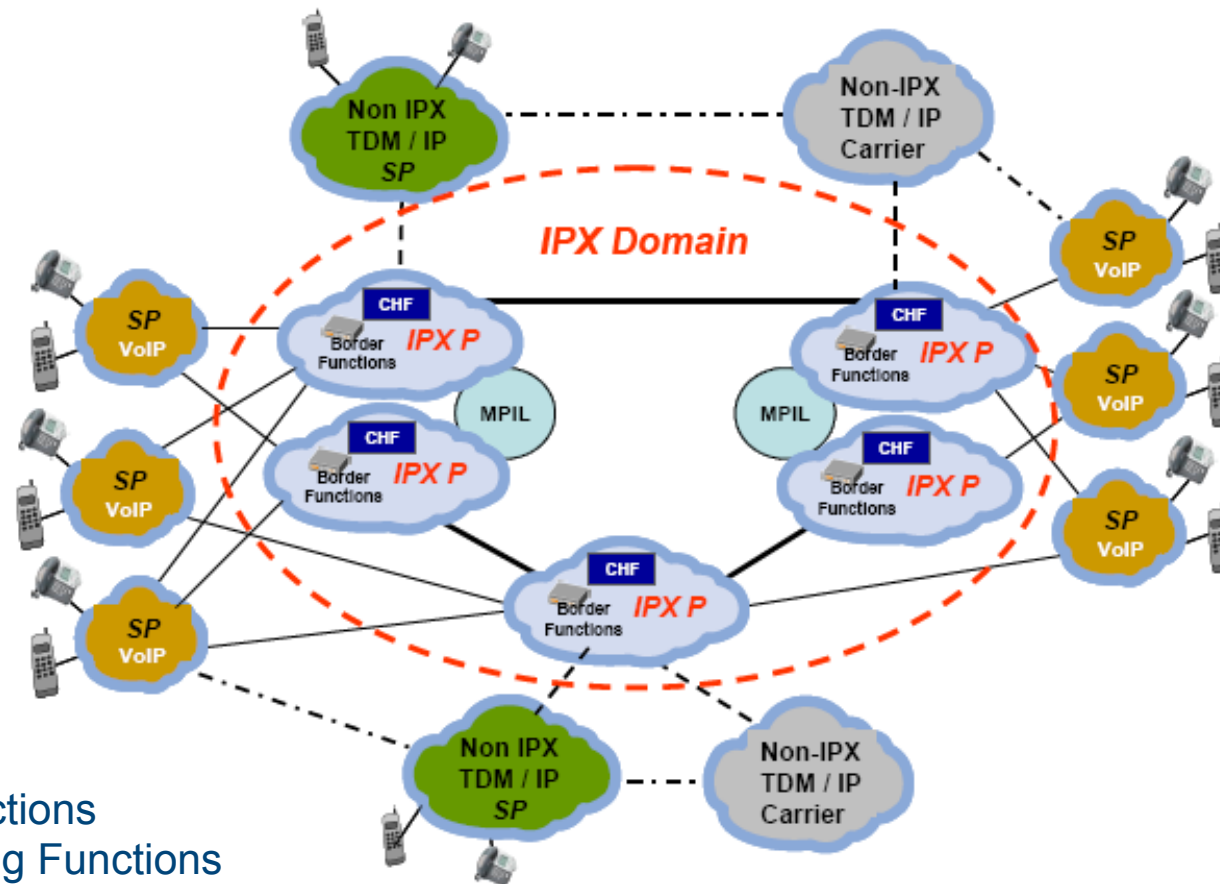 Non IPX
TDM / IP
SP
Non-IPX
TDM / IP
Carrier
IPX Domain
SP
VoIP
CHF
Border
Functions
IPX P
CHF
Border
Functions
IPX P
SP
VoIP
SP
VoIP
MPIL
MPIL
CHF
Border
Functions
IPX P
CHF
Border
Functions
IPX P
SP
VoIP
SP
VoIP
SP
VoIP
CHF
Border
Functions
IPX P
SP
VoIP
Non IPX
TDM / IP
SP
Non-IPX
TDM / IP
Carrier
ctions
g Functions